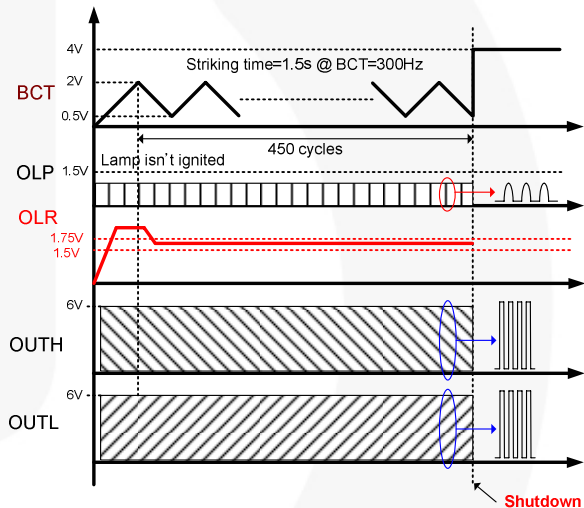 4V
Striking time=1.5s @ BCT=300Hz
2V
BCT
0.5V
450 cycles
Lamp isn't ignited
OLP
1.5V
OLR
1.75V
1.5V
6V
OUTH
6V
OUTL
Shutdown